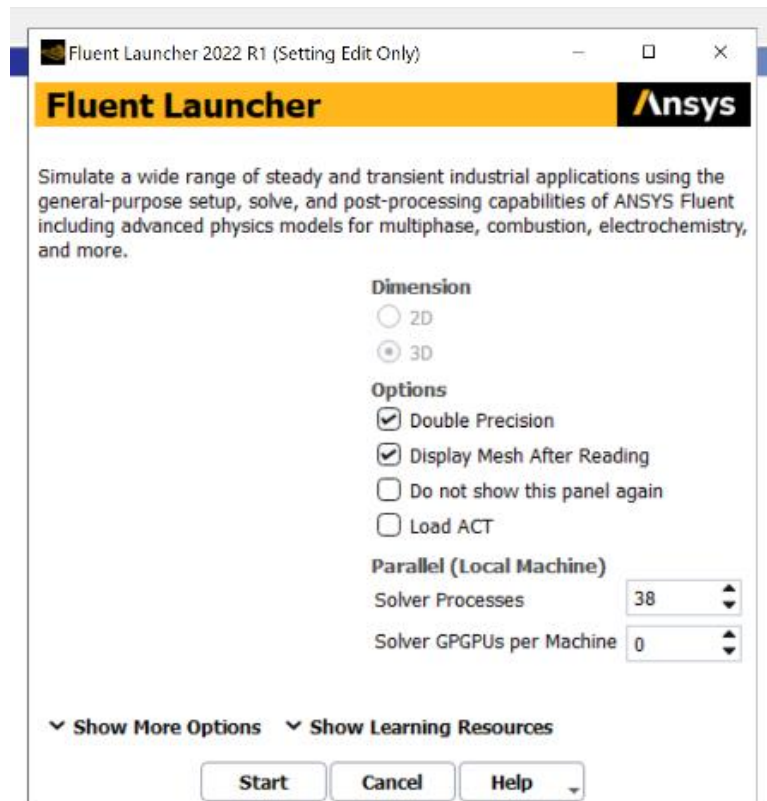 Fluent Launcher 2022 R1 (Setting Edit Only)
Fluent Launcher
Ansys
Simulate a wide range of steady and transient industrial applications using the
general-purpose setup, solve, and post-processing capabilities of ANSYS Fluent
including advanced physics models for multiphase, combustion, electrochemistry,
and more.
Dimension
2D
3D
Options
Double Precision
Display Mesh After Reading
Do not show this panel again
Load ACT
Parallel (Local Machine)
Solver Processes 38
Solver GPGPUs per Machine 0
Show More Options Show Learning Resources
Start Cancel Help